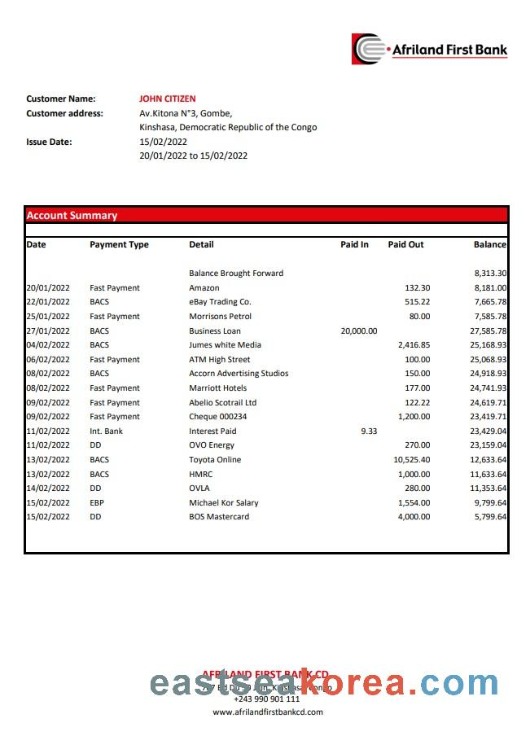 Afriland First Bank
Customer Name: JOHN CITIZEN
Customer address: Av.Kitona N°3, Gombe,
Kinshasa, Democratic Republic of the Congo
Issue Date: 15/02/2022
20/01/2022 to 15/02/2022
Account Summary
Date Payment Type Detail Paid In Paid Out Balance
Balance Brought Forward 8,313.30
20/01/2022 Fast Payment Amazon 132.30 8,181.00
22/01/2022 BACS eBay Trading Co. 515.22 7,665.78
25/01/2022 Fast Payment Morrisons Petrol 80.00 7,585.78
27/01/2022 BACS Business Loan 20,000.00 27,585.78
04/02/2022 BACS Jumes white Media 2,416.85 25,168.93
06/02/2022 Fast Payment ATM High Street 100.00 25,068.93
08/02/2022 BACS Accorn Advertising Studios 150.00 24,918.93
08/02/2022 Fast Payment Marriott Hotels 177.00 24,741.93
09/02/2022 Fast Payment Abelio Scotrail Ltd 122.22 24,619.71
09/02/2022 Fast Payment Cheque 000234 1,200.00 23,419.71
11/02/2022 Int. Bank Interest Paid 9.33 23,429.04
11/02/2022 DD OVO Energy 270.00 23,159.04
13/02/2022 BACS Toyota Online 10,525.40 12,633.64
13/02/2022 BACS HMRC 1,000.00 11,633.64
14/02/2022 DD OVLA 280.00 11,353.64
15/02/2022 EBP Michael Kor Salary 1,554.00 9,799.64
15/02/2022 DD BOS Mastercard 4,000.00 5,799.64
AFRILAND FIRST BANK CD
eastseakorea.com
+243 990 901 111
www.afrilandfirstbankcd.com